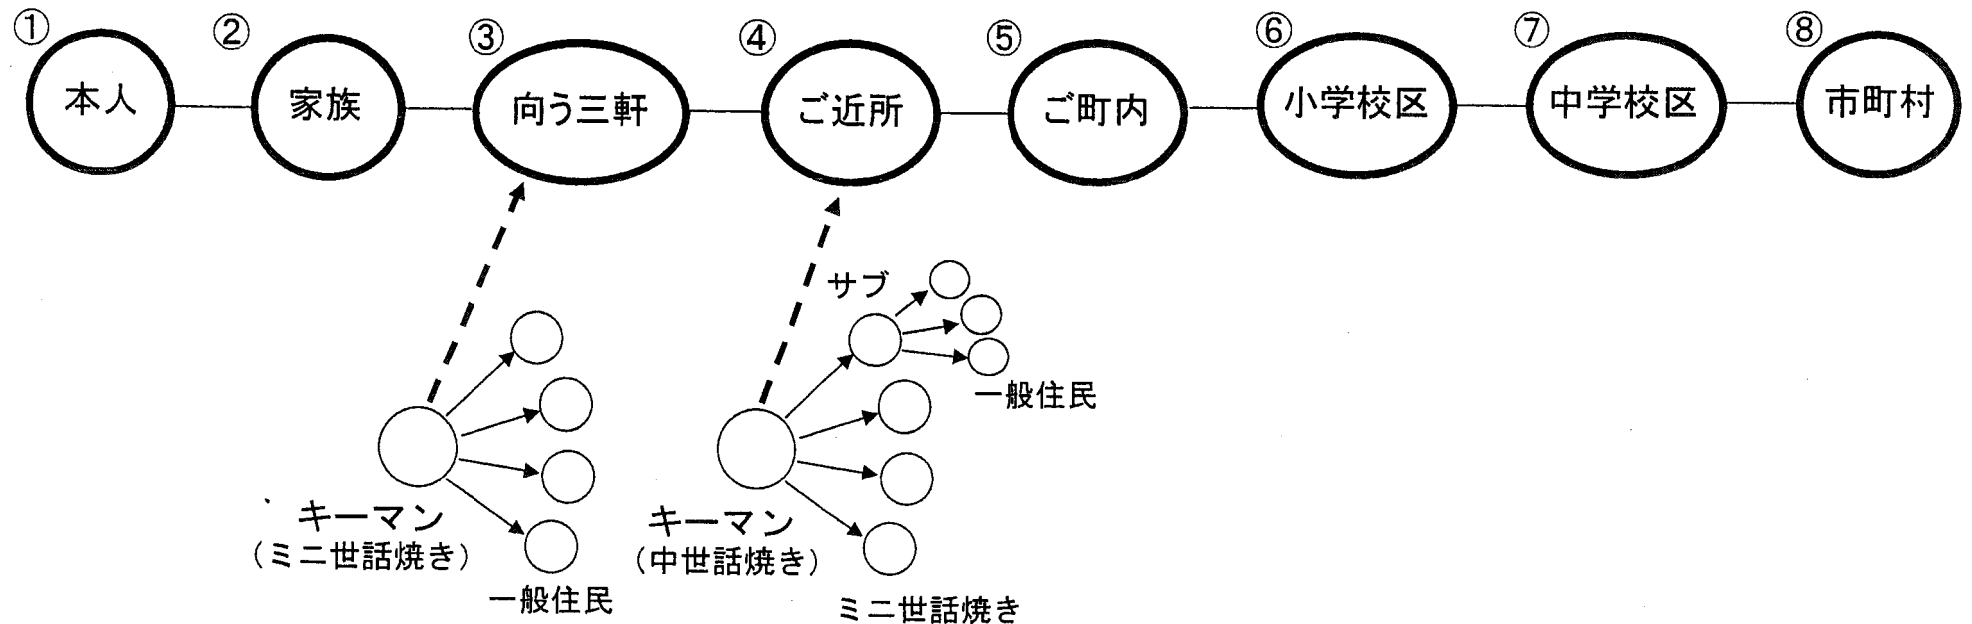 ①
本人
②
家族
③
向う三軒
④
ご近所
⑤
ご町内
⑥
小学校区
⑦
中学校区
⑧
市町村
キーマン
(ミニ世話焼き)
一般住民
サブ
一般住民
キーマン
(中世話焼き)
ミニ世話焼き